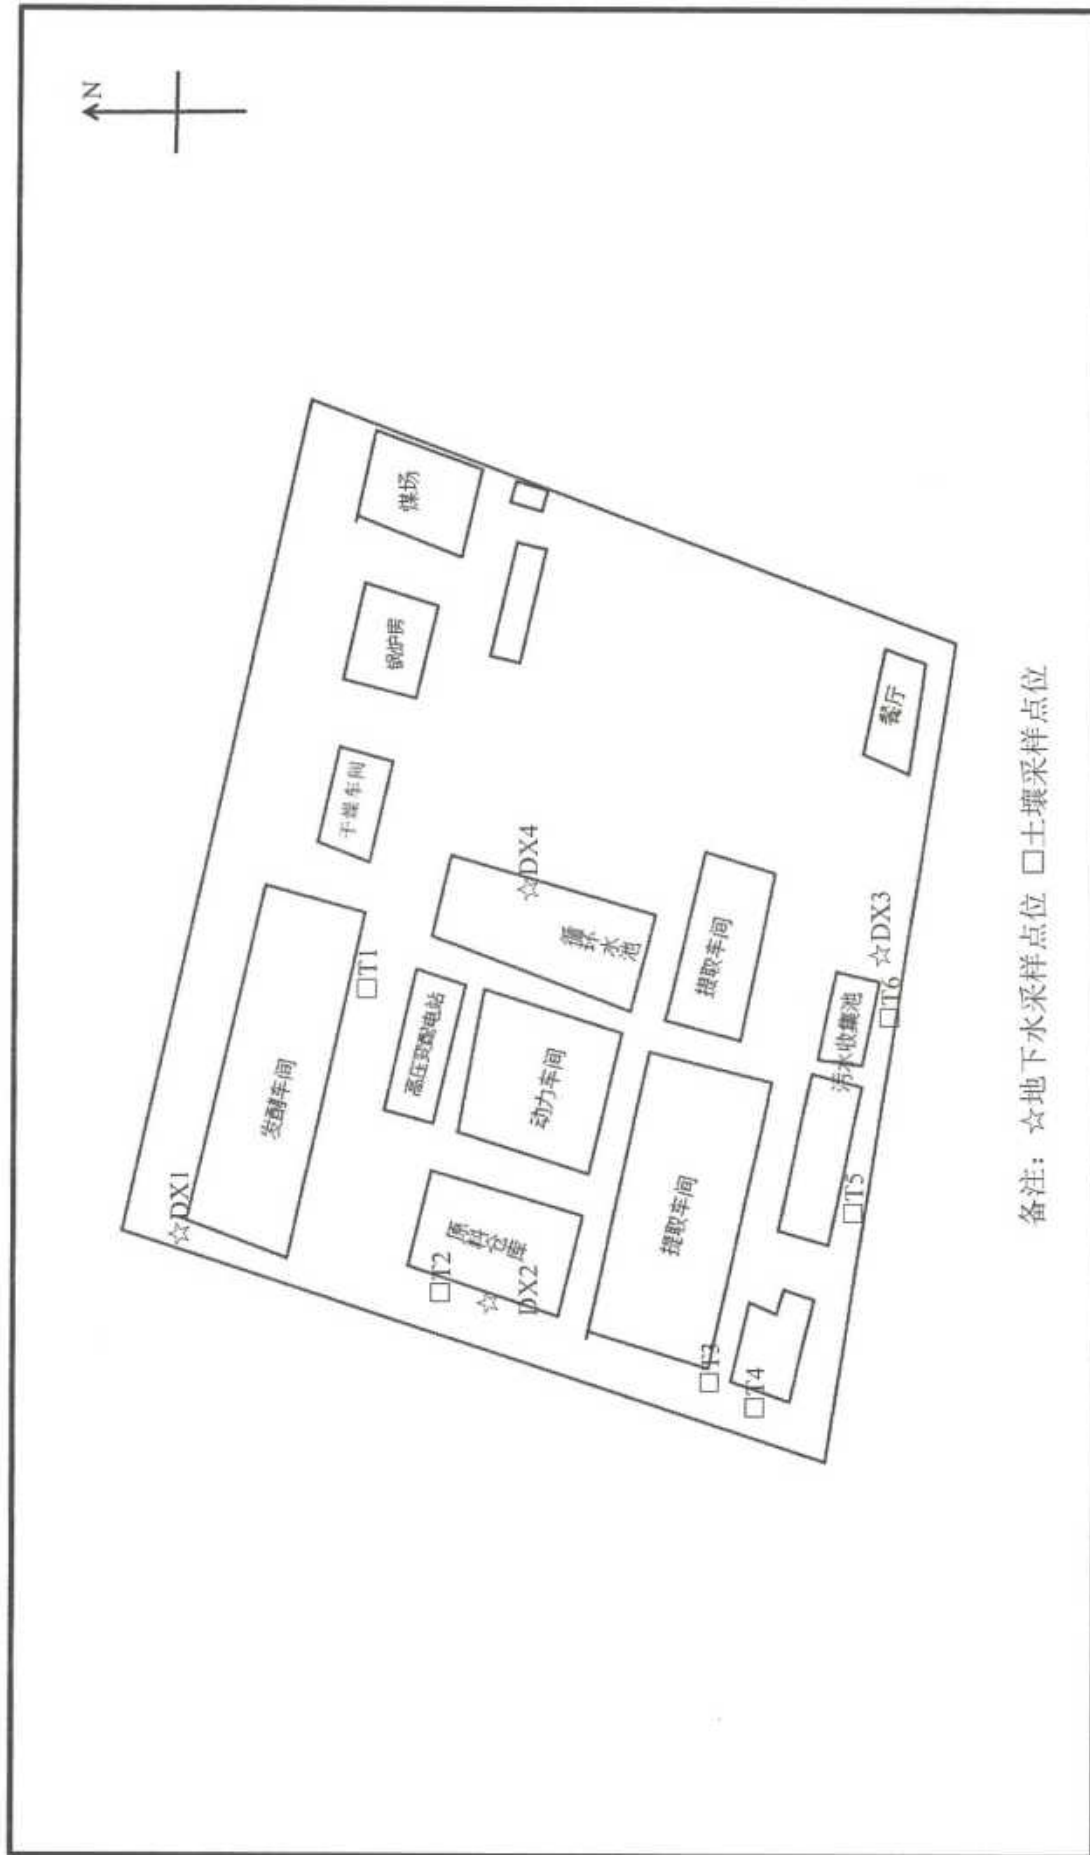 N
煤场
锅炉房
干燥车间
发酵车间
☆DX1
□T1
高压变配电站
循环水池
☆DX4
动力车间
原料仓库
□T2
☆
DX2
提取车间
提取车间
□T3
□T4
□T5
污水收集池
□T6
☆DX3
餐厅
备注：☆地下水采样点位 □土壤采样点位